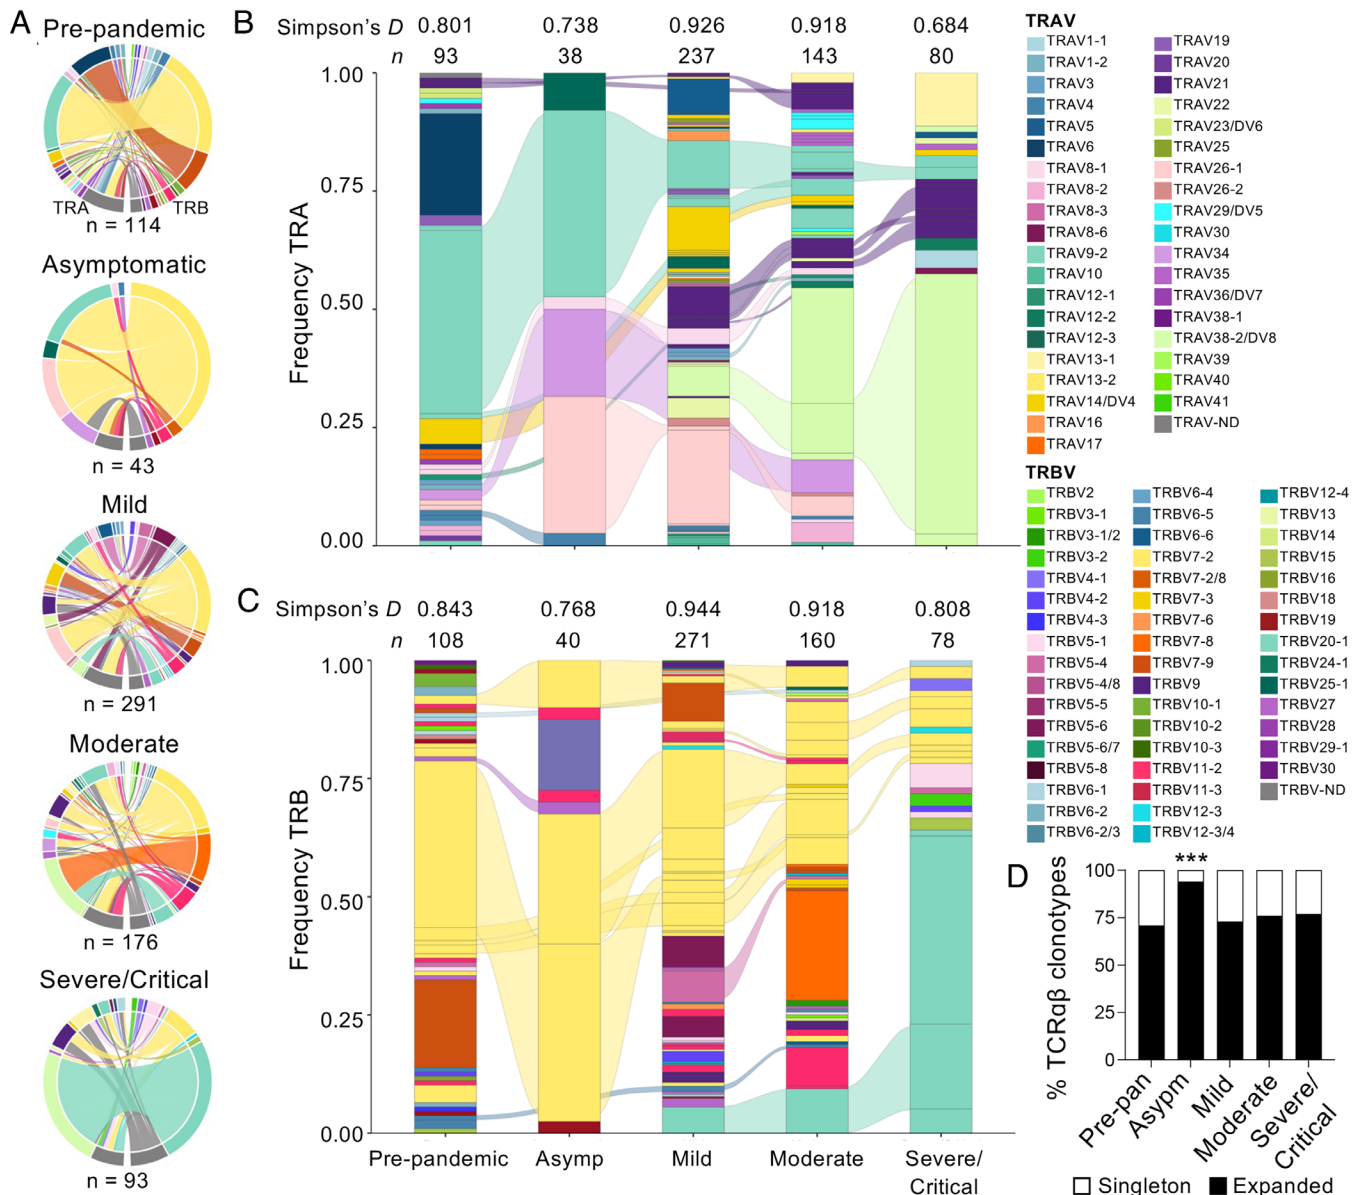 A
Pre-pandemic
TRA
TRB
n = 114
Asymptomatic
n = 43
Mild
n = 291
Moderate
n = 176
Severe/Critical
n = 93
B
Simpson's D 0.801 0.738 0.926 0.918 0.684
n 93 38 237 143 80
Frequency TRA
1.00
0.75
0.50
0.25
0.00
C
Simpson's D 0.843 0.768 0.944 0.918 0.808
n 108 40 271 160 78
Frequency TRB
1.00
0.75
0.50
0.25
0.00
Pre-pandemic Asymp Mild Moderate Severe/
Critical
TRAV
TRAV1-1
TRAV1-2
TRAV3
TRAV4
TRAV5
TRAV6
TRAV8-1
TRAV8-2
TRAV8-3
TRAV8-6
TRAV9-2
TRAV10
TRAV12-1
TRAV12-2
TRAV12-3
TRAV13-1
TRAV13-2
TRAV14/DV4
TRAV16
TRAV17
TRAV19
TRAV20
TRAV21
TRAV22
TRAV23/DV6
TRAV25
TRAV26-1
TRAV26-2
TRAV29/DV5
TRAV30
TRAV34
TRAV35
TRAV36/DV7
TRAV38-1
TRAV38-2/DV8
TRAV39
TRAV40
TRAV41
TRAV-ND
TRBV
TRBV2
TRBV3-1
TRBV3-1/2
TRBV3-2
TRBV4-1
TRBV4-2
TRBV4-3
TRBV5-1
TRBV5-4
TRBV5-4/8
TRBV5-5
TRBV5-6
TRBV5-6/7
TRBV5-8
TRBV6-1
TRBV6-2
TRBV6-2/3
TRBV6-4
TRBV6-5
TRBV6-6
TRBV7-2
TRBV7-2/8
TRBV7-3
TRBV7-6
TRBV7-8
TRBV7-9
TRBV9
TRBV10-1
TRBV10-2
TRBV10-3
TRBV11-2
TRBV11-3
TRBV12-3
TRBV12-3/4
TRBV12-4
TRBV13
TRBV14
TRBV15
TRBV16
TRBV18
TRBV19
TRBV20-1
TRBV24-1
TRBV25-1
TRBV27
TRBV28
TRBV29-1
TRBV30
TRBV-ND
D
% TCRαβ clonotypes
100
75
50
25
0
***
Pre-pan
Asypm
Mild
Moderate
Severe/
Critical
Singleton Expanded